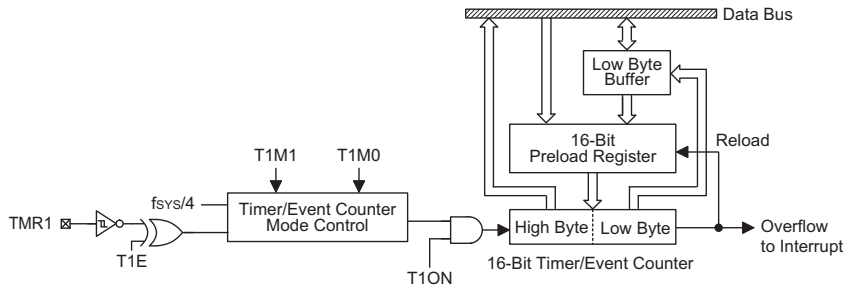 Data Bus
Low Byte
Buffer
16-Bit
Preload Register
Reload
T1M1
T1M0
fSYS/4
TMR1
Timer/Event Counter
Mode Control
High Byte
Low Byte
Overflow
to Interrupt
T1E
T1ON
16-Bit Timer/Event Counter